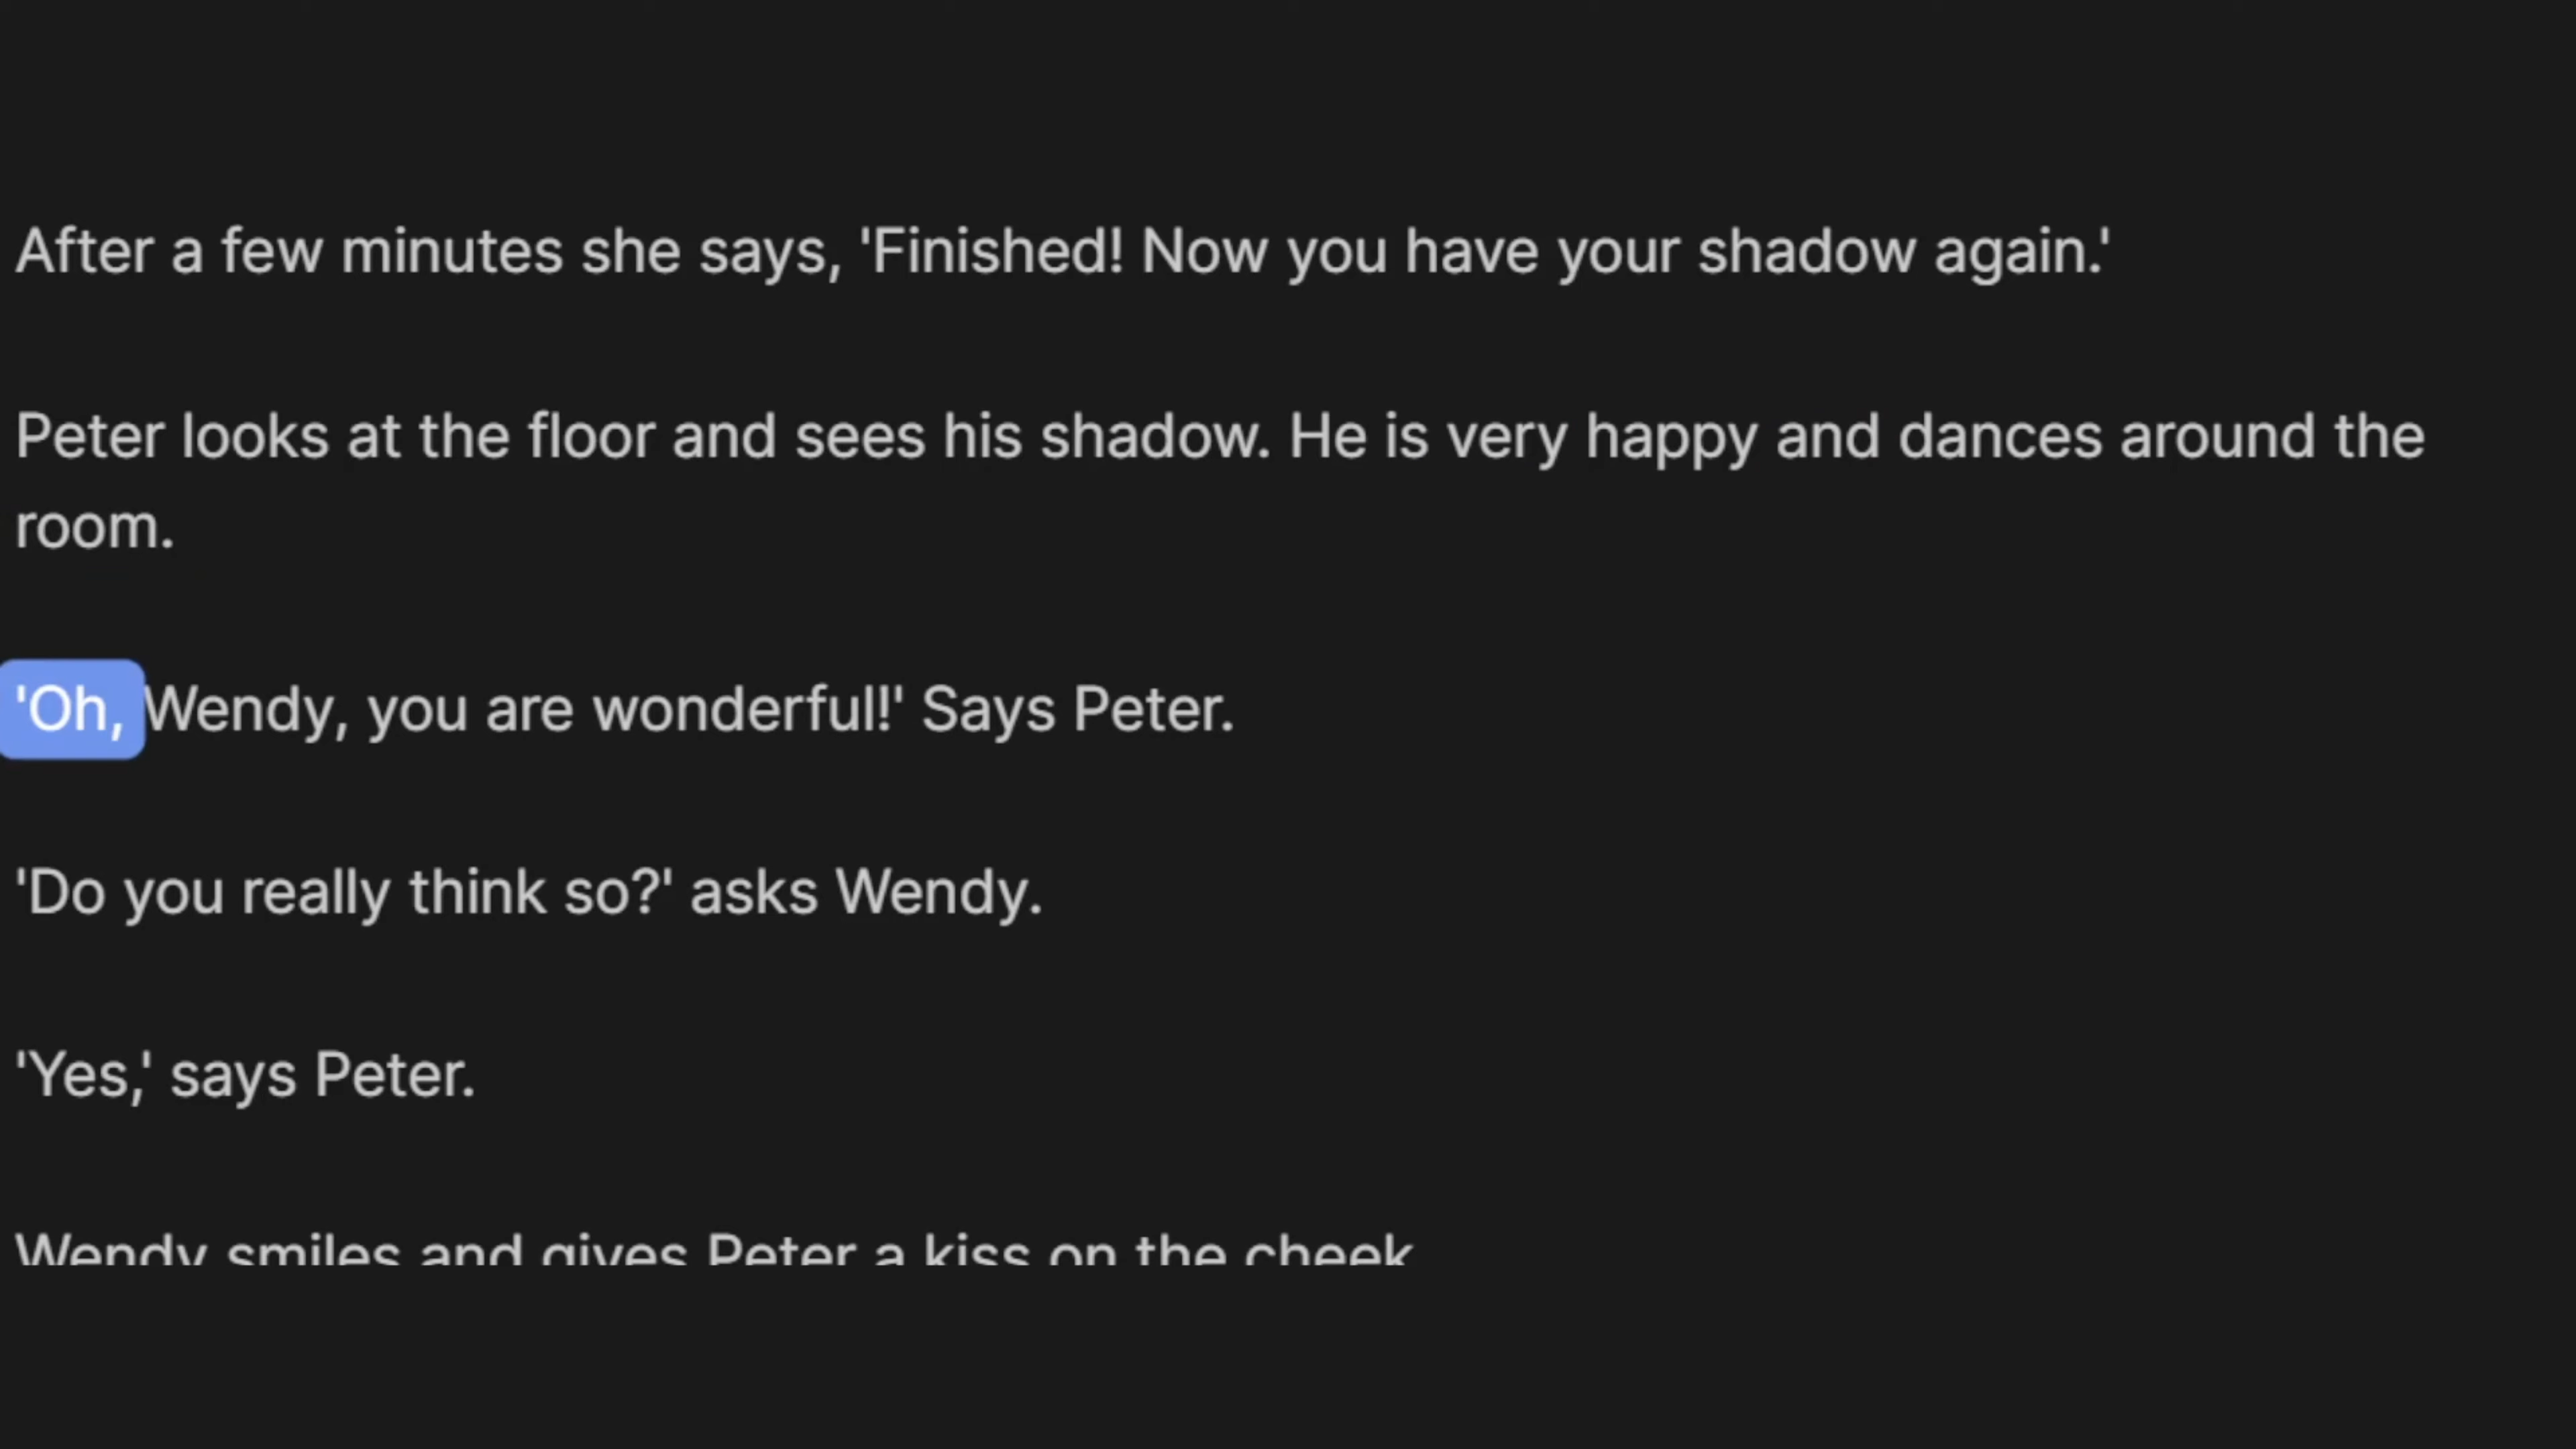 After a few minutes she says, 'Finished! Now you have your shadow again.'
Peter looks at the floor and sees his shadow. He is very happy and dances around the
room.
'Oh, Wendy, you are wonderful!' Says Peter.
'Do you really think so?' asks Wendy.
'Yes,' says Peter.
Wendy smiles and gives Peter a kiss on the cheek